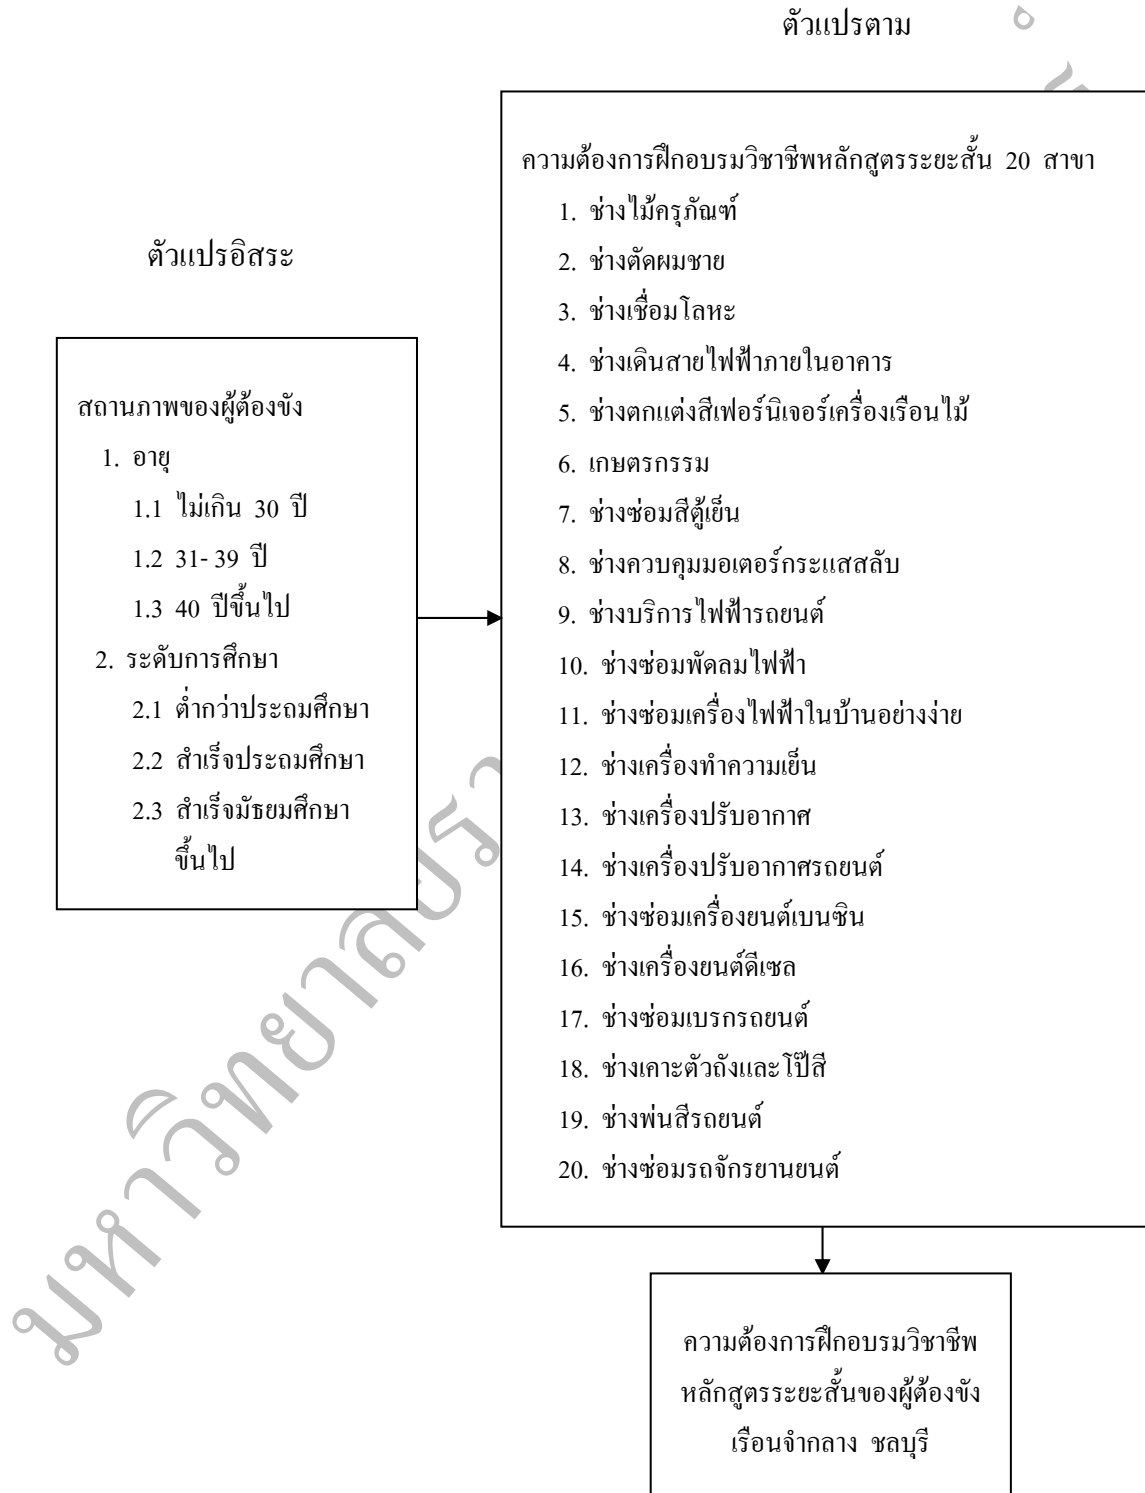 ตัวแปรตาม
ตัวแปรอิสระ
สถานภาพของผู้ต้องขัง
1. อายุ
1.1 ไม่เกิน 30 ปี
1.2 31- 39 ปี
1.3 40 ปีขึ้นไป
2. ระดับการศึกษา
2.1 ต่ำกว่าประถมศึกษา
2.2 สำเร็จประถมศึกษา
2.3 สำเร็จมัธยมศึกษา
ขึ้นไป
ความต้องการฝึกอบรมวิชาชีพหลักสูตรระยะสั้น 20 สาขา
1. ช่างไม้ครุภัณฑ์
2. ช่างตัดผมชาย
3. ช่างเชื่อมโลหะ
4. ช่างเดินสายไฟฟ้าภายในอาคาร
5. ช่างตกแต่งสีเฟอร์นิเจอร์เครื่องเรือนไม้
6. เกษตรกรรม
7. ช่างซ่อมสีตู้เย็น
8. ช่างควบคุมมอเตอร์กระแสสลับ
9. ช่างบริการไฟฟ้ารถยนต์
10. ช่างซ่อมพัดลมไฟฟ้า
11. ช่างซ่อมเครื่องไฟฟ้าในบ้านอย่างง่าย
12. ช่างเครื่องทำความเย็น
13. ช่างเครื่องปรับอากาศ
14. ช่างเครื่องปรับอากาศรถยนต์
15. ช่างซ่อมเครื่องยนต์เบนซิน
16. ช่างเครื่องยนต์ดีเซล
17. ช่างซ่อมเบรกรถยนต์
18. ช่างเคาะตัวถังและโป๊สี
19. ช่างพ่นสีรถยนต์
20. ช่างซ่อมรถจักรยานยนต์
ความต้องการฝึกอบรมวิชาชีพ
หลักสูตรระยะสั้นของผู้ต้องขัง
เรือนจำกลาง ชลบุรี
มหาวิทยาลัย